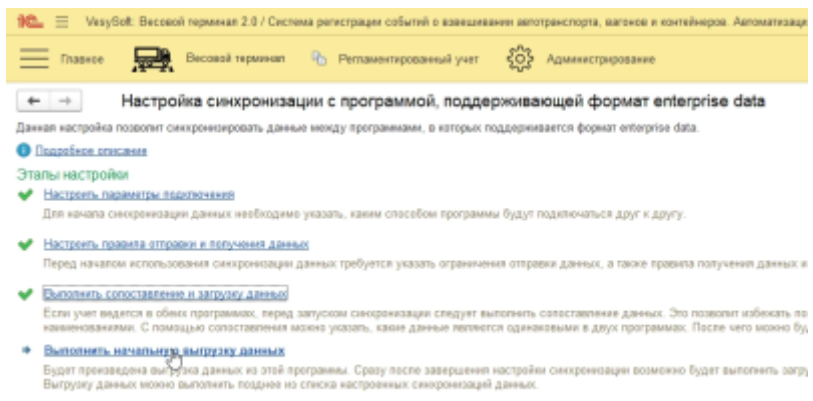 1С VesySoft: Весовой терминал 2.0 / Система регистрации событий о взвешивании автотранспорта, вагонов и контейнеров. Автоматизаци
Главное Весовой терминал Регламентированный учет Администрирование
Настройка синхронизации с программой, поддерживающей формат enterprise data
Данная настройка позволит синхронизировать данные между программами, в которых поддерживается формат enterprise data.
Подробное описание
Этапы настройки
Настроить параметры подключения
Для начала синхронизации данных необходимо указать, каким способом программы будут подключаться друг к другу.
Настроить правила отправки и получения данных
Перед началом использования синхронизации данных требуется указать ограничения отправки данных, а также правила получения данных и
Выполнить сопоставление и загрузку данных
Если учет ведется в обеих программах, перед запуском синхронизации следует выполнить сопоставление данных. Это позволит избежать по
наименованиями. С помощью сопоставления можно указать, какие данные являются одинаковыми в двух программах. После чего можно бу
Выполнить начальную выгрузку данных
Будет произведена выгрузка данных из этой программы. Сразу после завершения настройки синхронизации возможно будет выполнить загру
Выгрузку данных можно выполнить позднее из списка настроенных синхронизаций данных.